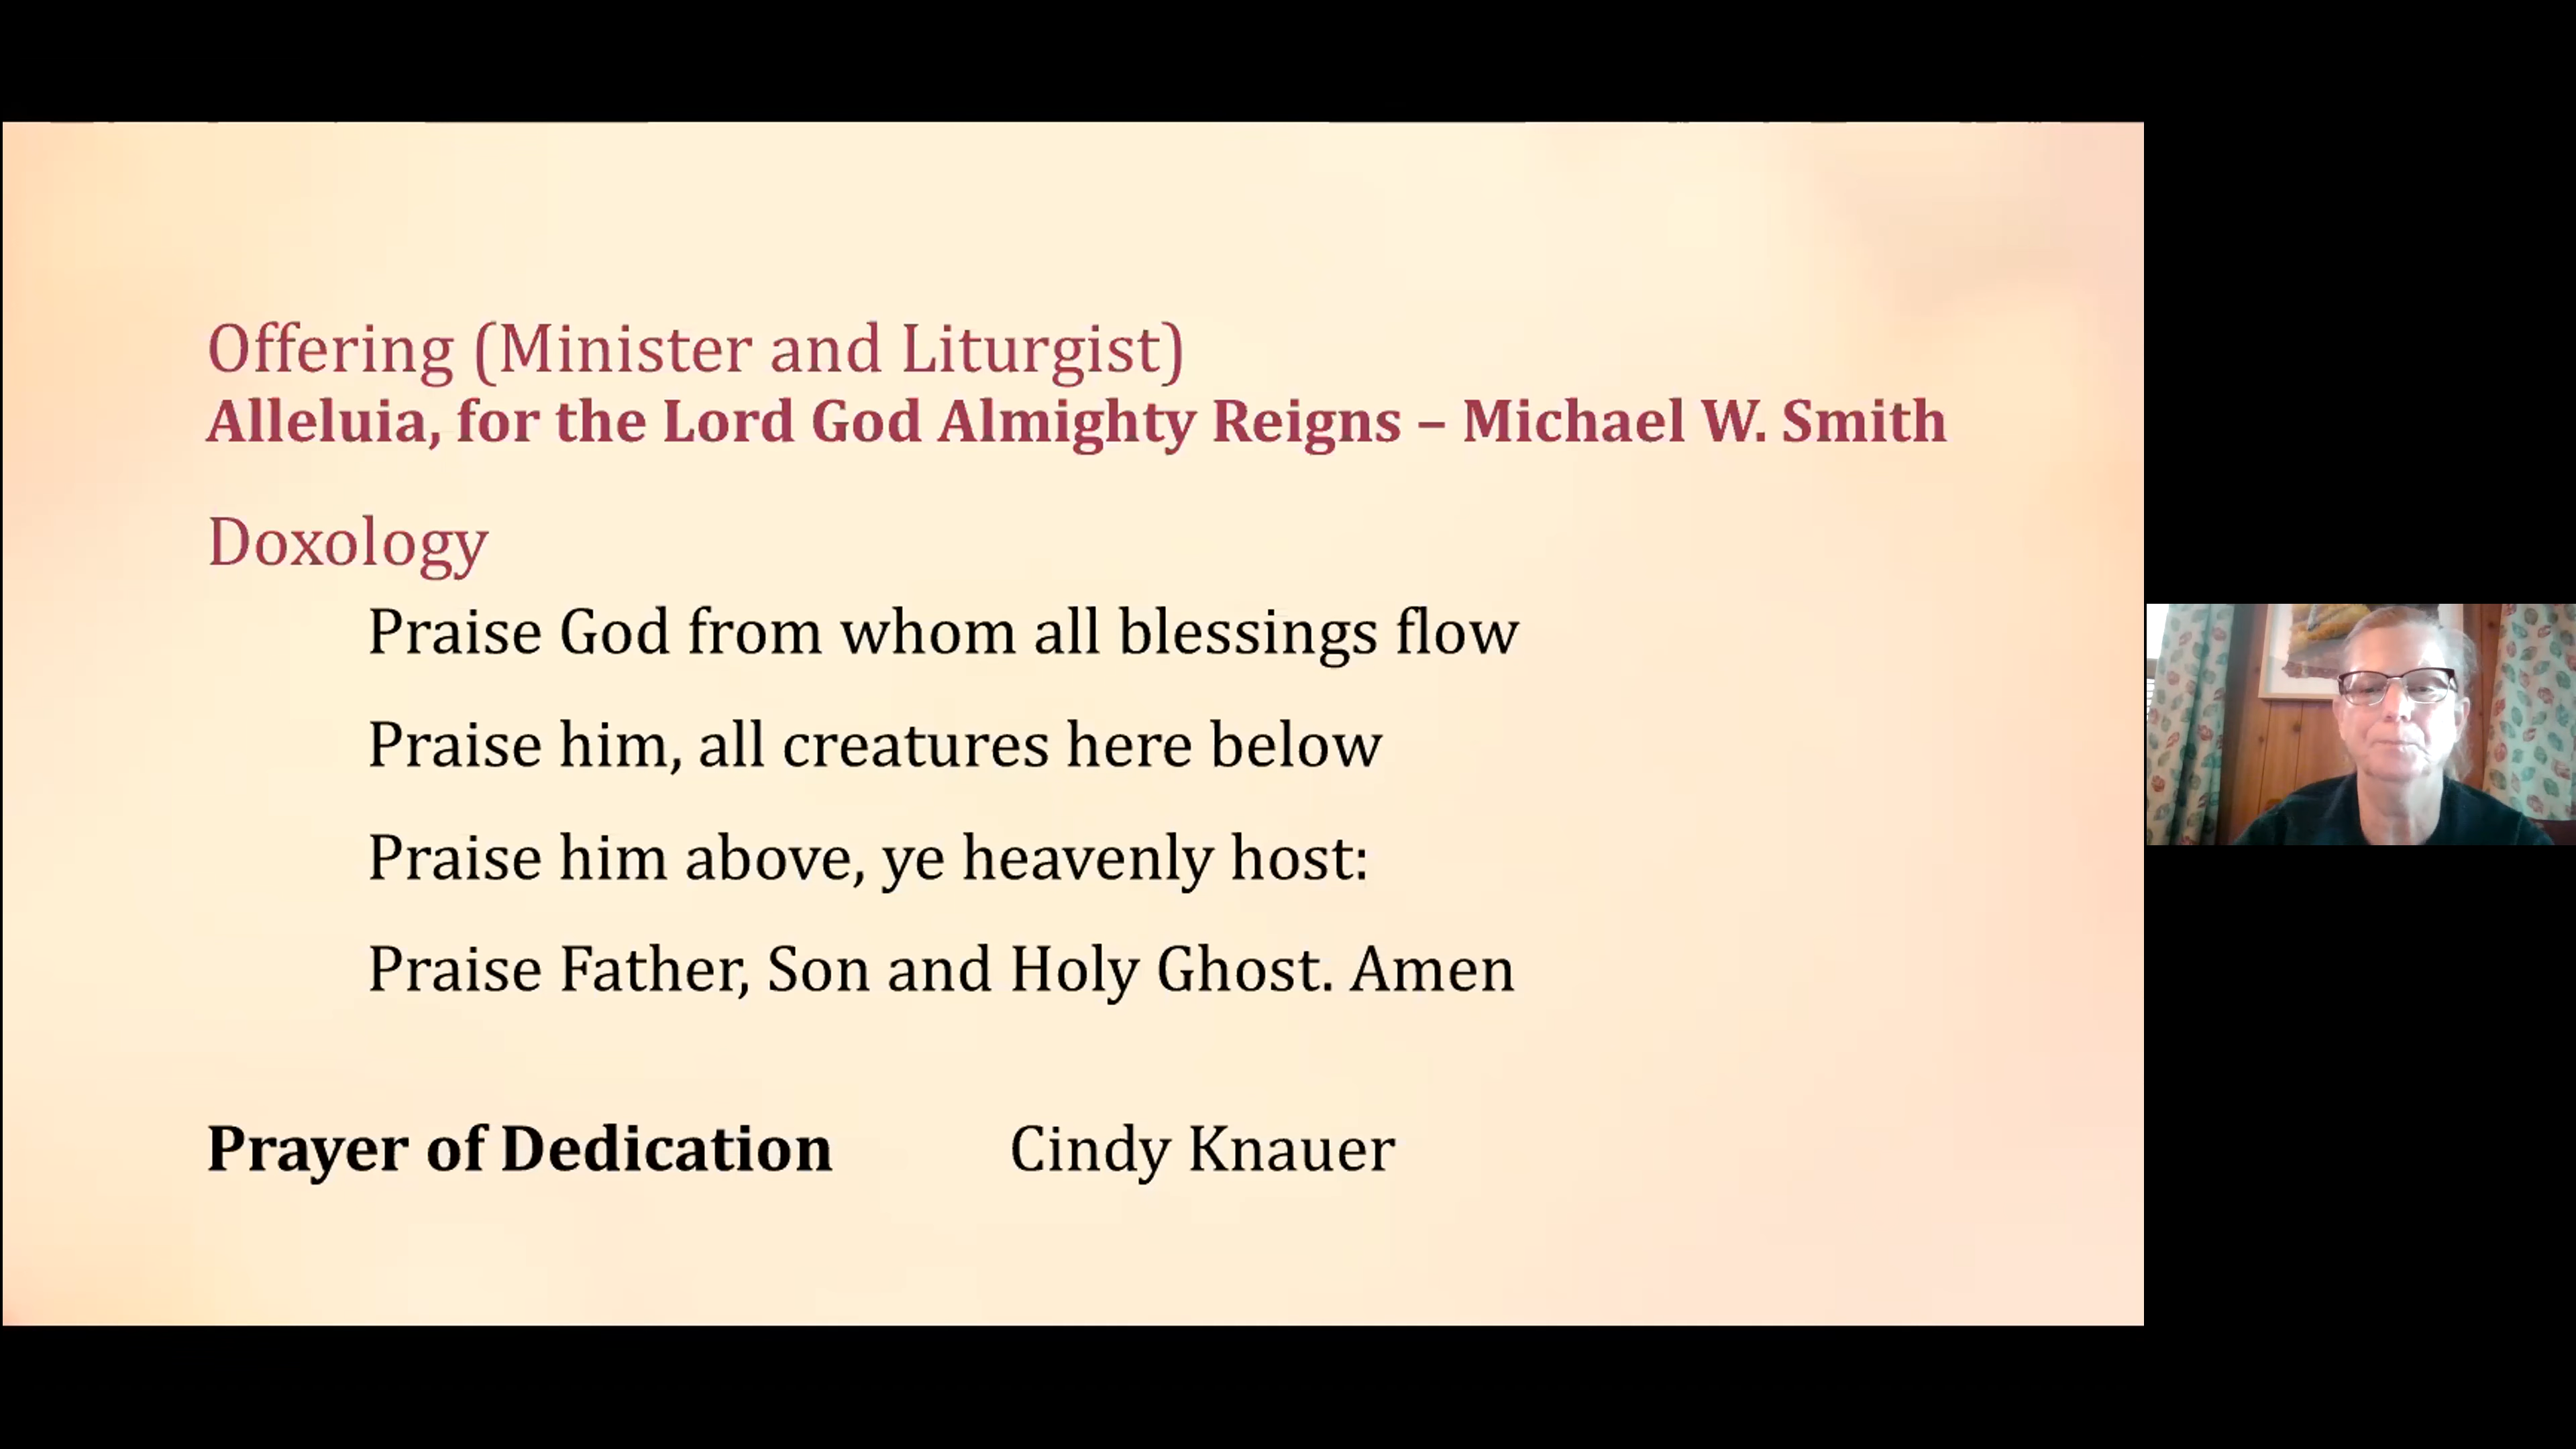 Offering (Minister and Liturgist)
Alleluia, for the Lord God Almighty Reigns – Michael W. Smith
Doxology
Praise God from whom all blessings flow
Praise him, all creatures here below
Praise him above, ye heavenly host:
Praise Father, Son and Holy Ghost. Amen
Prayer of Dedication Cindy Knauer